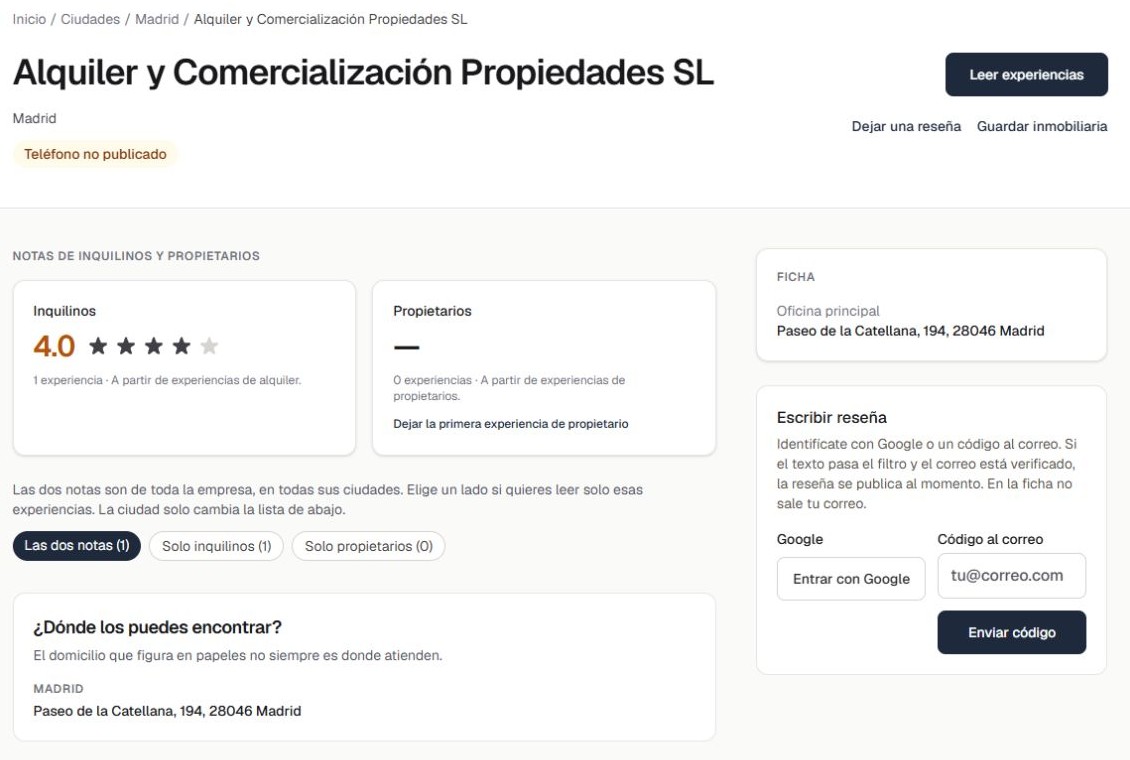 Inicio / Ciudades / Madrid / Alquiler y Comercialización Propiedades SL
Alquiler y Comercialización Propiedades SL
Leer experiencias
Madrid
Dejar una reseña Guardar inmobiliaria
Teléfono no publicado
NOTAS DE INQUILINOS Y PROPIETARIOS
Inquilinos
4.0
1 experiencia · A partir de experiencias de alquiler.
Propietarios
—
0 experiencias · A partir de experiencias de
propietarios.
Dejar la primera experiencia de propietario
Las dos notas son de toda la empresa, en todas sus ciudades. Elige un lado si quieres leer solo esas
experiencias. La ciudad solo cambia la lista de abajo.
Las dos notas (1) Solo inquilinos (1) Solo propietarios (0)
¿Dónde los puedes encontrar?
El domicilio que figura en papeles no siempre es donde atienden.
MADRID
Paseo de la Catellana, 194, 28046 Madrid
FICHA
Oficina principal
Paseo de la Catellana, 194, 28046 Madrid
Escribir reseña
Identifícate con Google o un código al correo. Si
el texto pasa el filtro y el correo está verificado,
la reseña se publica al momento. En la ficha no
sale tu correo.
Google
Entrar con Google
Código al correo
tu@correo.com
Enviar código